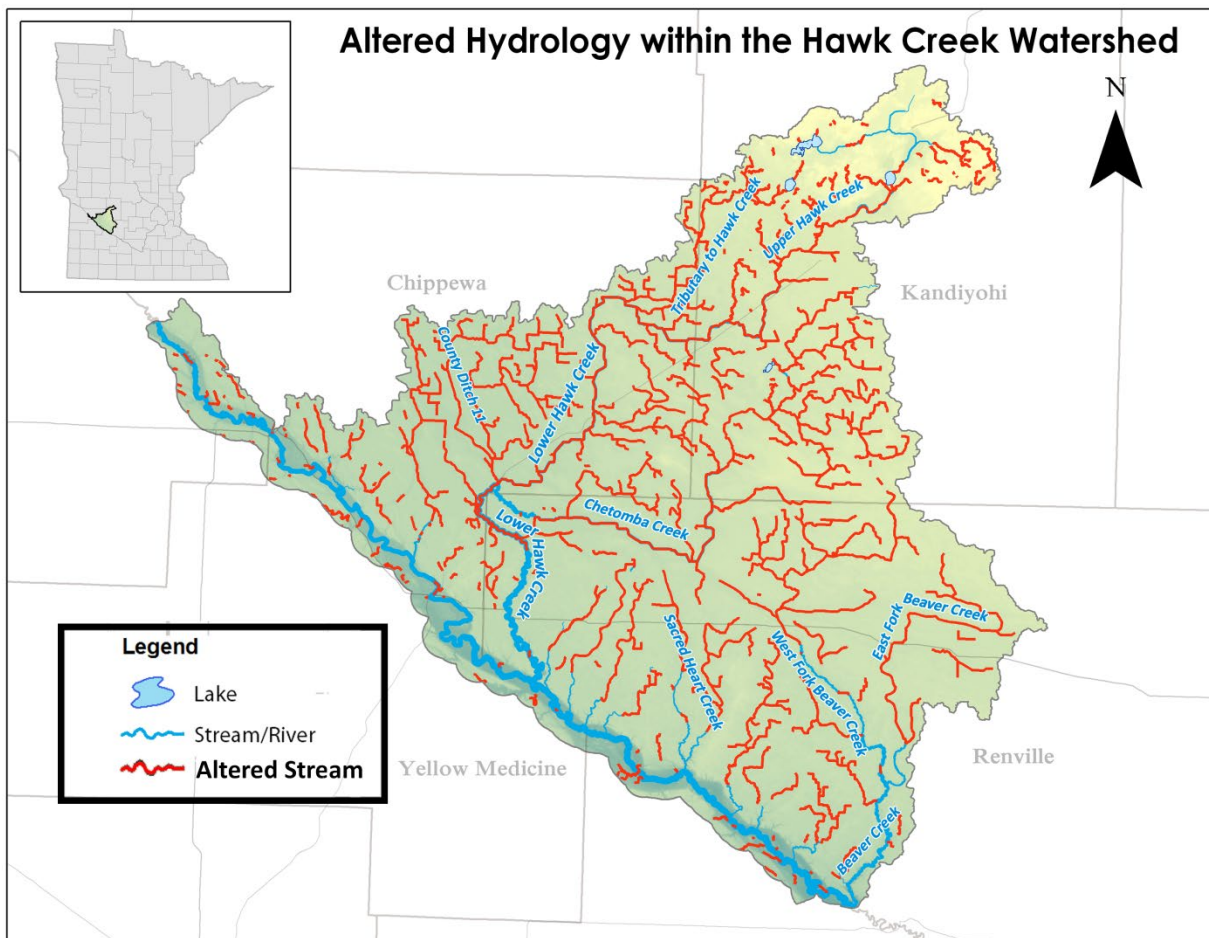 Altered Hydrology within the Hawk Creek Watershed
N
Tributary to Hawk Creek
Upper Hawk Creek
Chippewa
Kandiyohi
County Ditch 11
Lower Hawk Creek
Lower Hawk Creek
Chetomba Creek
East Fork
Beaver Creek
Sacred Heart Creek
West Fork Beaver Creek
Legend
Lake
Stream/River
Altered Stream
Yellow Medicine
Renville
Beaver Creek